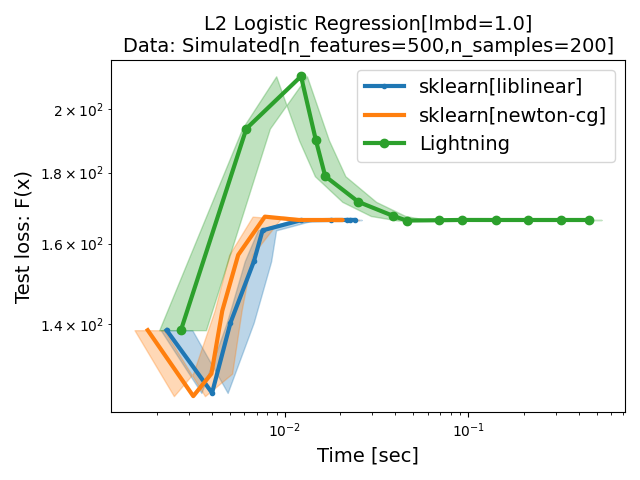 L2 Logistic Regression[lmbd=1.0]
Data: Simulated[n_features=500,n_samples=200]
sklearn[liblinear]
sklearn[newton-cg]
Lightning
Test loss: F(x)
2 × 10²
1.8 × 10²
1.6 × 10²
1.4 × 10²
10⁻² 10⁻¹
Time [sec]